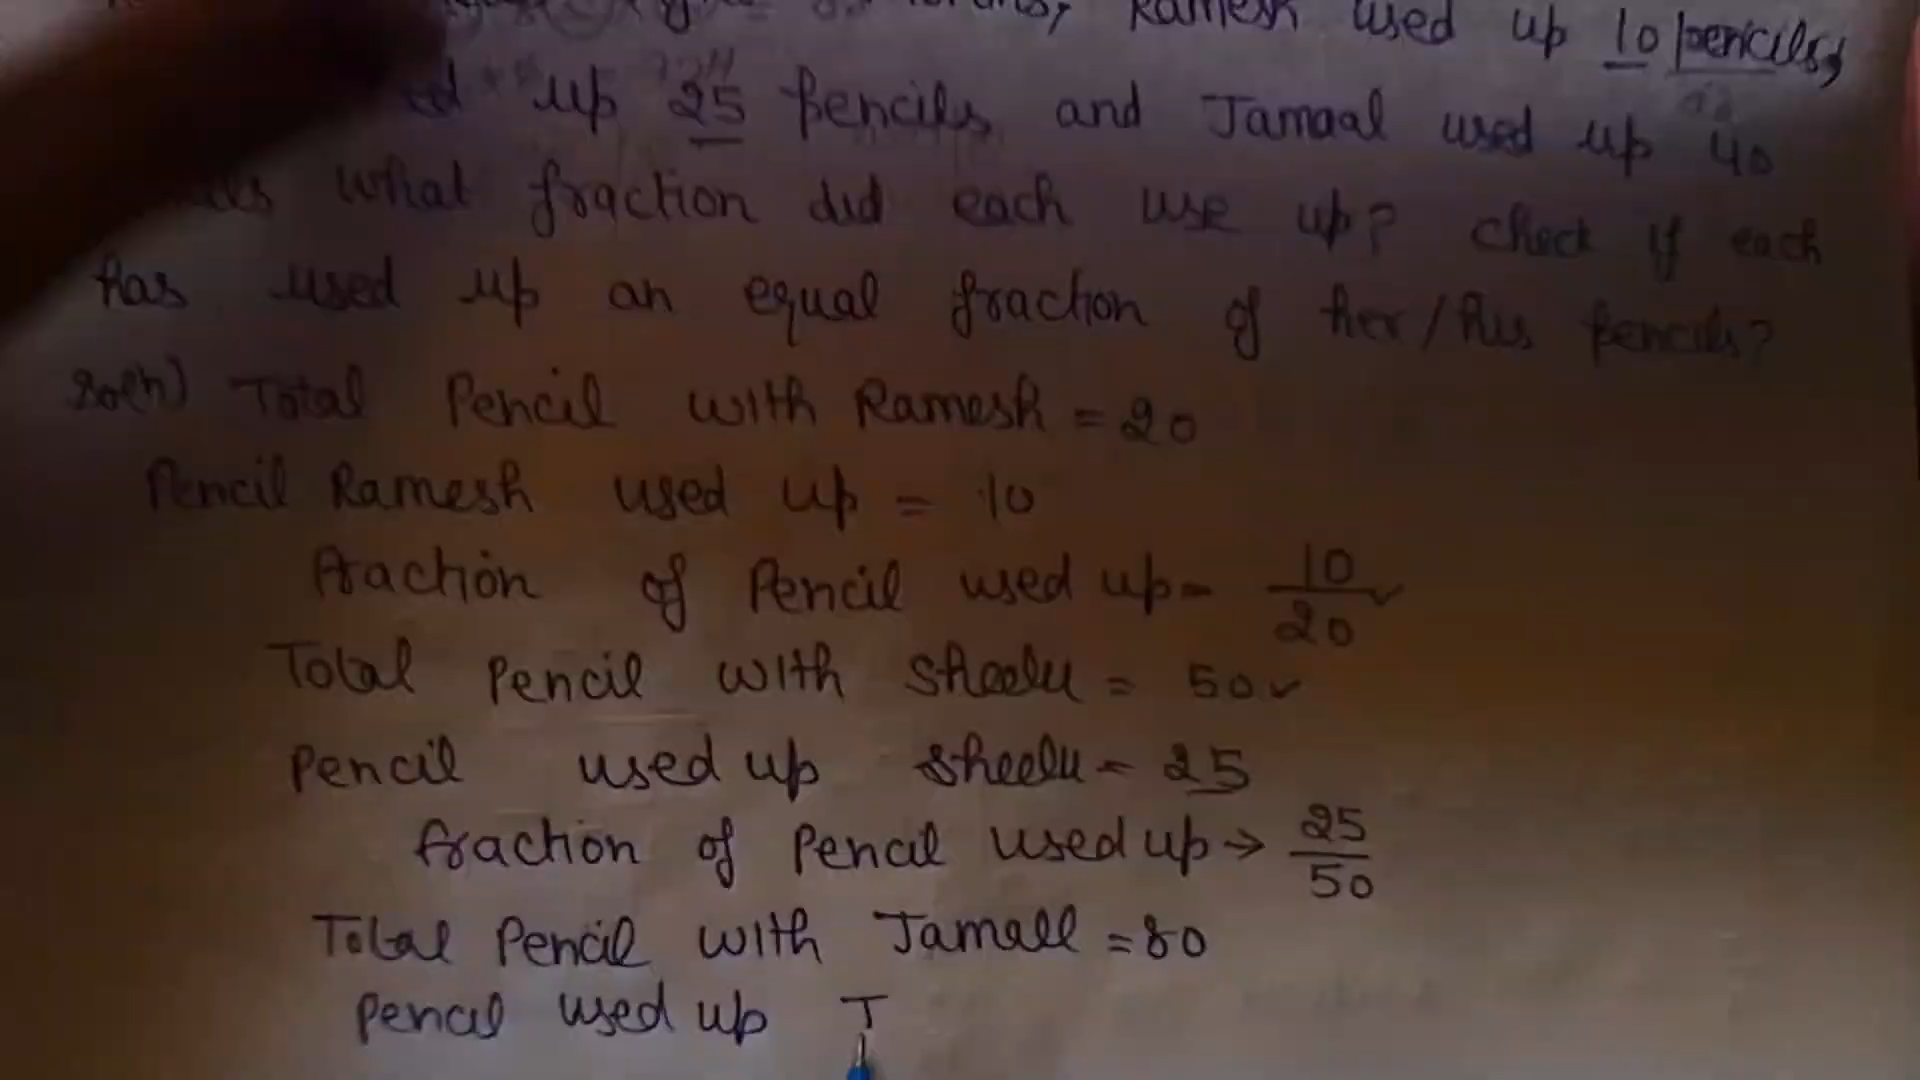 Ramesh used up 10 pencils,
up 25 pencils and Jamaal used up 40
what fraction did each use up? check if each
has used up an equal fraction of her/his pencils?
Soln) Total Pencil with Ramesh = 20
Pencil Ramesh used up = 10
fraction of Pencil used up = 10/20
Total Pencil with Sheelu = 50
Pencil used up Sheelu = 25
fraction of Pencil used up → 25/50
Total Pencil with Jamall = 80
Pencil used up J